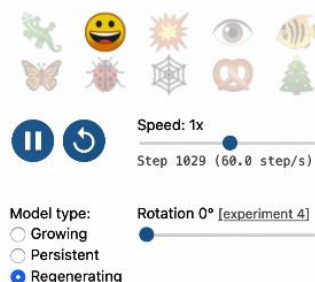 Speed: 1x
Step 1029 (60.0 step/s)
Model type:
Rotation 0° [experiment 4]
Growing
Persistent
Regenerating